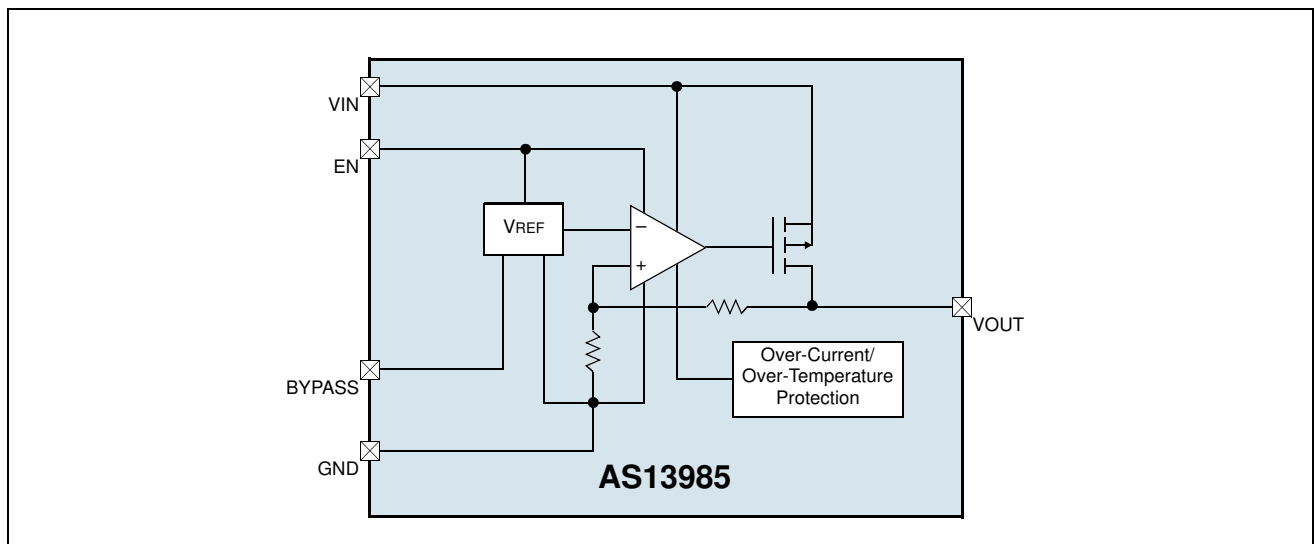 VIN
EN
VREF
−
+
VOUT
Over-Current/
Over-Temperature
Protection
BYPASS
GND
AS13985